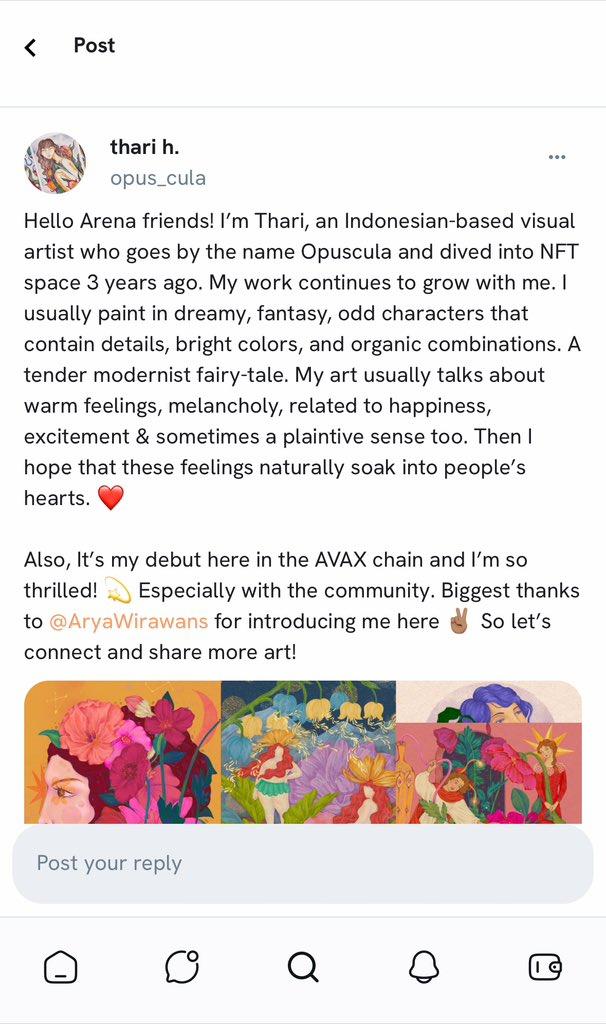 Post
thari h.
opus_cula
Hello Arena friends! I’m Thari, an Indonesian-based visual
artist who goes by the name Opuscula and dived into NFT
space 3 years ago. My work continues to grow with me. I
usually paint in dreamy, fantasy, odd characters that
contain details, bright colors, and organic combinations. A
tender modernist fairy-tale. My art usually talks about
warm feelings, melancholy, related to happiness,
excitement & sometimes a plaintive sense too. Then I
hope that these feelings naturally soak into people’s
hearts. ❤️
Also, It’s my debut here in the AVAX chain and I’m so
thrilled! 💫 Especially with the community. Biggest thanks
to @AryaWirawans for introducing me here ✌🏽 So let’s
connect and share more art!
Post your reply